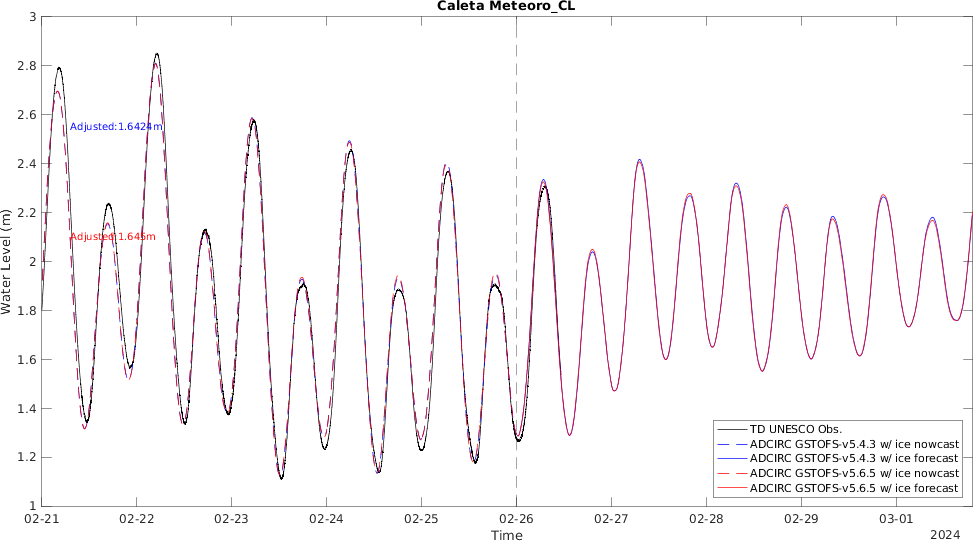 Caleta Meteoro_CL
3
2.8
2.6
2.4
2.2
2
1.8
1.6
1.4
1.2
1
Water Level (m)
Adjusted:1.6424m
Adjusted:1.645m
TD UNESCO Obs.
ADCIRC GSTOFS-v5.4.3 w/ ice nowcast
ADCIRC GSTOFS-v5.4.3 w/ ice forecast
ADCIRC GSTOFS-v5.6.5 w/ ice nowcast
ADCIRC GSTOFS-v5.6.5 w/ ice forecast
02-21 02-22 02-23 02-24 02-25 02-26 02-27 02-28 02-29 03-01
Time
2024